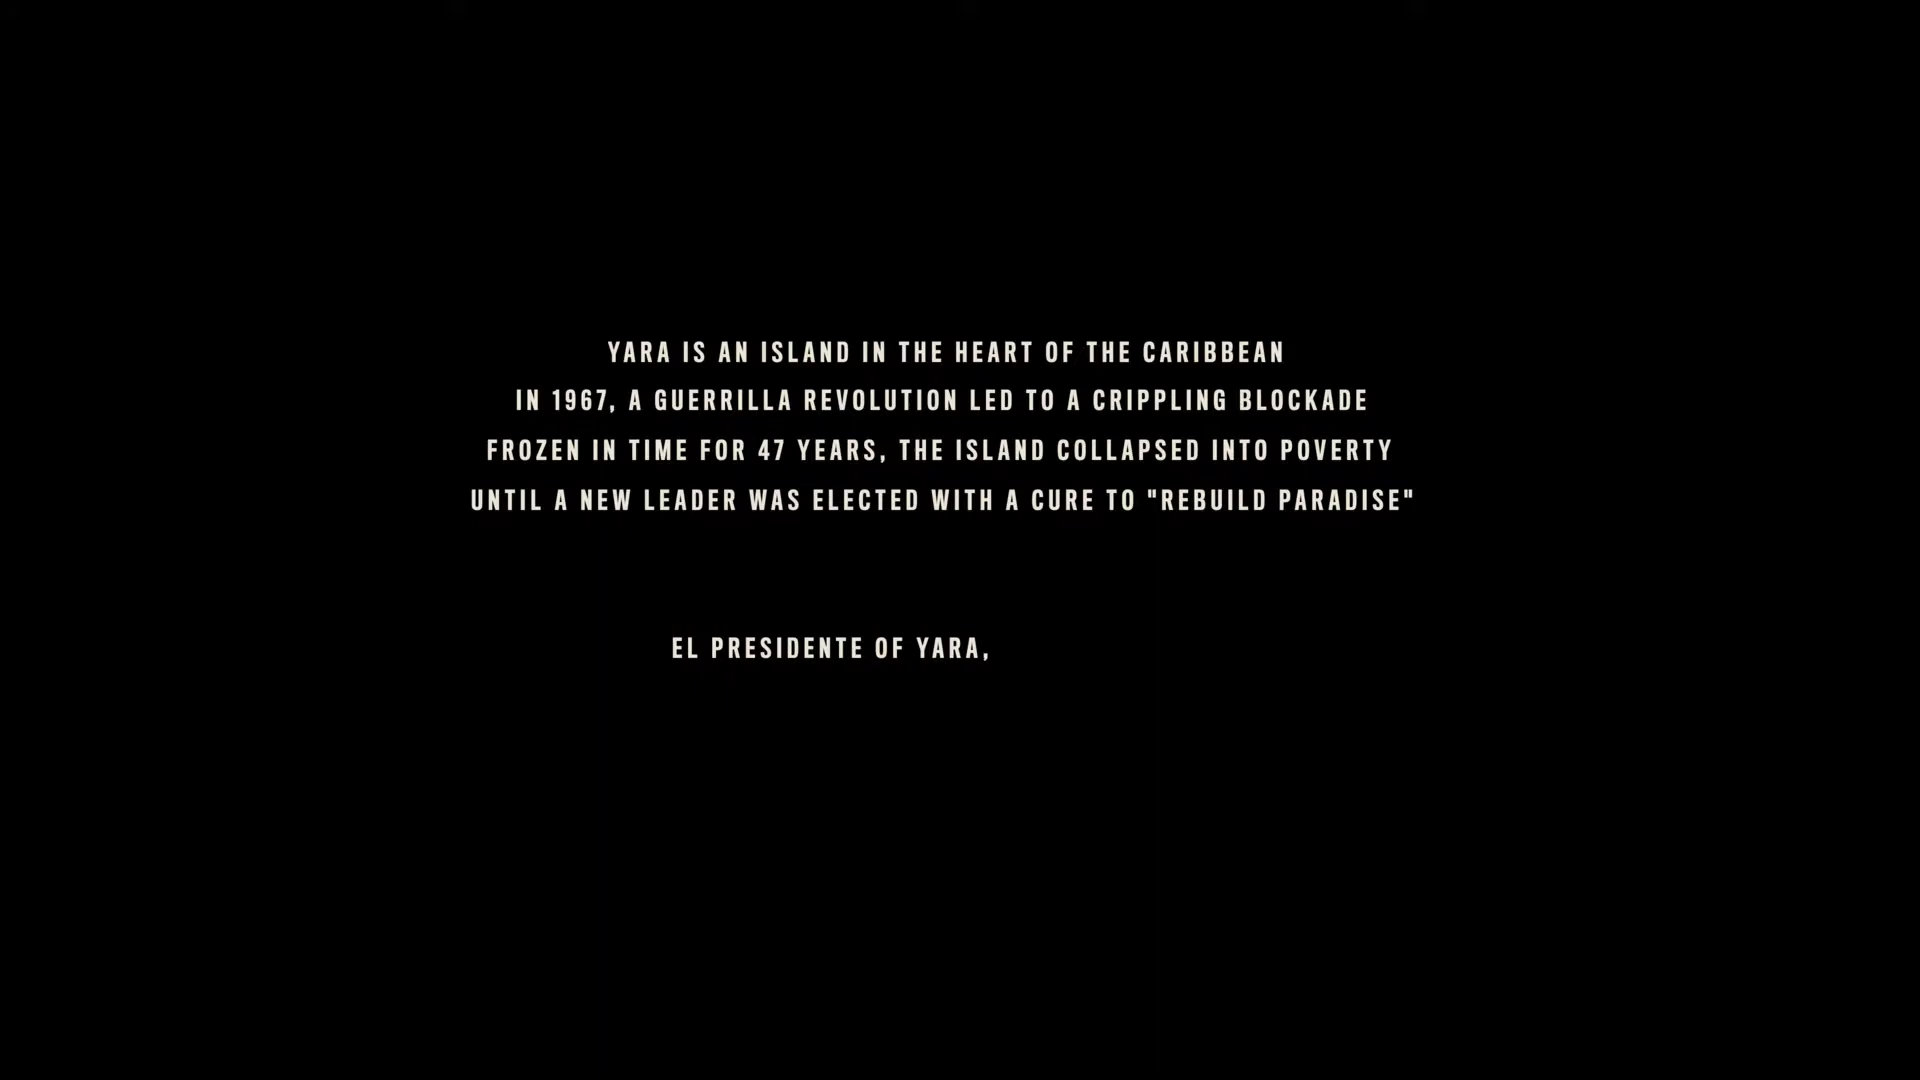 YARA IS AN ISLAND IN THE HEART OF THE CARIBBEAN
IN 1967, A GUERRILLA REVOLUTION LED TO A CRIPPLING BLOCKADE
FROZEN IN TIME FOR 47 YEARS, THE ISLAND COLLAPSED INTO POVERTY
UNTIL A NEW LEADER WAS ELECTED WITH A CURE TO "REBUILD PARADISE"
EL PRESIDENTE OF YARA,